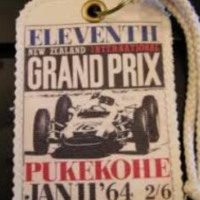 ELEVENTH
NEW ZEALAND INTERNATIONAL
GRAND PRIX
PUKEKOHE
·JAN 11'64 2/6